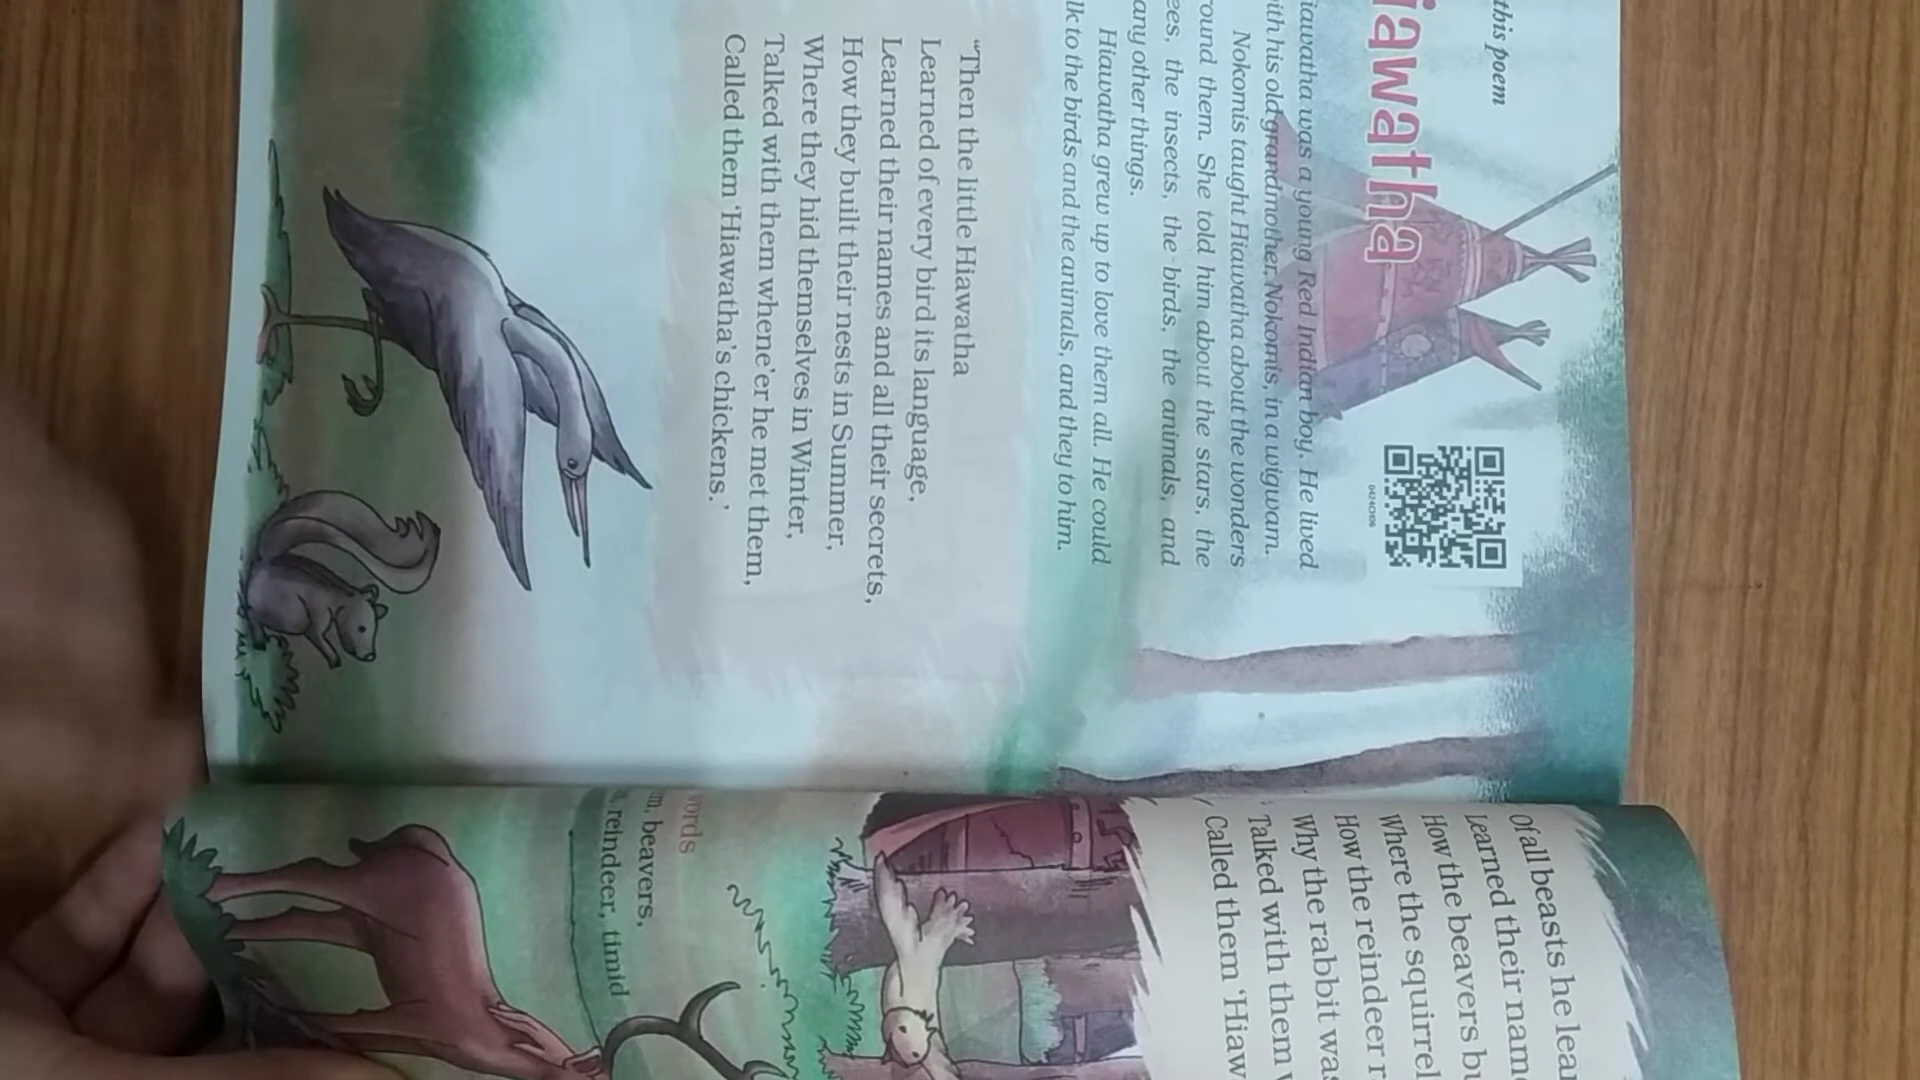 this poem
iawatha
iawatha was a young Red Indian boy. He lived
ith his old grandmother, Nokomis, in a wigwam.
Nokomis taught Hiawatha about the wonders
round them. She told him about the stars, the
ees, the insects, the birds, the animals, and
any other things.
Hiawatha grew up to love them all. He could
lk to the birds and the animals, and they to him.
0424CH06
“Then the little Hiawatha
Learned of every bird its language,
Learned their names and all their secrets,
How they built their nests in Summer,
Where they hid themselves in Winter,
Talked with them whene’er he met them,
Called them ‘Hiawatha’s chickens.’
Of all beasts he lear
Learned their name
How the beavers bu
Where the squirrel
How the reindeer r
Why the rabbit was
Talked with them
Called them ‘Hiaw
words
m, beavers,
reindeer, timid